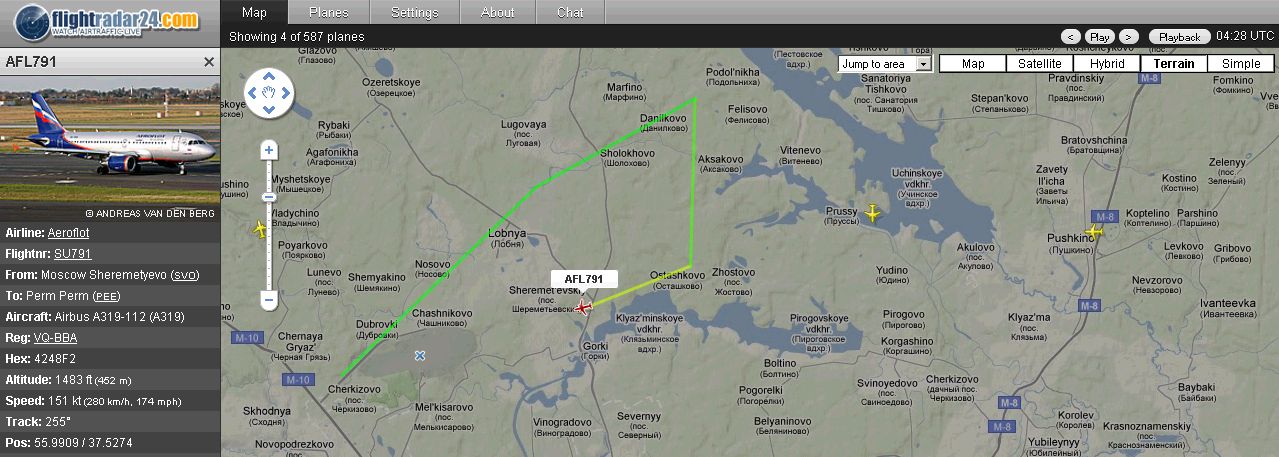 flightradar24.com
WATCH AIRTRAFFIC LIVE
Map
Planes
Settings
About
Chat
Showing 4 of 587 planes
<
Play
>
Playback
04:28 UTC
AFL791
© ANDREAS VAN DEN BERG
Airline: Aeroflot
Flightnr: SU791
From: Moscow Sheremetyevo (SVO)
To: Perm Perm (PEE)
Aircraft: Airbus A319-112 (A319)
Reg: VQ-BBA
Hex: 4248F2
Altitude: 1483 ft (452 m)
Speed: 151 kt (280 km/h, 174 mph)
Track: 255°
Pos: 55.9909 / 37.5274
Jump to area
Map
Satellite
Hybrid
Terrain
Simple
Glazovo
(Глазово)
Ozeretskoye
(Озерецкое)
Marfino
(Марфино)
Podol'nikha
(Подольниха)
(Пестовское
вдхр.)
Гора)
Sanatoriya
Tishkovo
(пос. Санатория
Тишково)
Pravdinskiy
(пос.
Правдинский)
M-8
Fomkino
(Фомкино)
Rybaki
(Рыбаки)
Lugovaya
(пос.
Луговая)
Danilkovo
(Данилково)
Felisovo
(Фелисово)
Stepan'kovo
(Степаньково)
Bratovshchina
(Братовщина)
Agafonikha
(Агафониха)
Sholokhovo
(Шолохово)
Aksakovo
(Аксаково)
Vitenevo
(Витенево)
Uchinskoye
vdkhr.
(Учинское
вдхр.)
Zavety
Il'icha
(Заветы
Ильича)
Zelenyy
(пос.
Зеленый)
Kostino
(Костино)
Myshetskoye
(Мышецкое)
Vladychino
(Владычино)
Lobnya
(Лобня)
Prussy
(Пруссы)
M-8
Koptelino
(Коптелино)
Parshino
(Паршино)
Poyarkovo
(Поярково)
Akulovo
(Акулово)
Pushkino
(Пушкино)
Levkovo
(Левково)
Gribovo
(Грибово)
Lunevo
(пос.
Лунево)
Shemyakino
(Шемякино)
Nosovo
(Носово)
AFL791
Sheremet'evskiy
(пос.
Шереметьевский)
Ostashkovo
(Осташково)
Zhostovo
(пос.
Жостово)
Yudino
(Юдино)
Nevzorovo
(Невзорово)
Chashnikovo
(Чашниково)
Dubrovki
(Дубровки)
Klyaz'minskoye
vdkhr.
(Клязьминское
вдхр.)
Pirogovskoye
vdkhr.
(Пироговское
вдхр.)
Pirogovo
(Пирогово)
Klyaz'ma
(пос.
Клязьма)
Ivanteevka
(Ивантеевка)
M-10
Chernaya
Gryaz'
(Черная Грязь)
Gorki
(Горки)
Korgashino
(Коргашино)
M-10
Cherkizovo
(пос.
Черкизово)
Boltino
(Болтино)
Pogorelki
(Погорелки)
Svinoyedovo
(пос.
Свиноедово)
Cherkizovo
(дачный пос.
Черкизово)
M-8
Baybaki
(Байбаки)
Skhodnya
(Сходня)
Mel'kisarovo
(пос.
Мелькисарово)
Vinogradovo
(Виноградово)
Severnyy
(пос.
Северный)
Belyaninovo
(Беляниново)
Korolev
(Королев)
M-8
Krasnoznamenskiy
(пос.
Краснознаменский)
Novopodrezkovo
Yubileynyy
(Юбилейный)